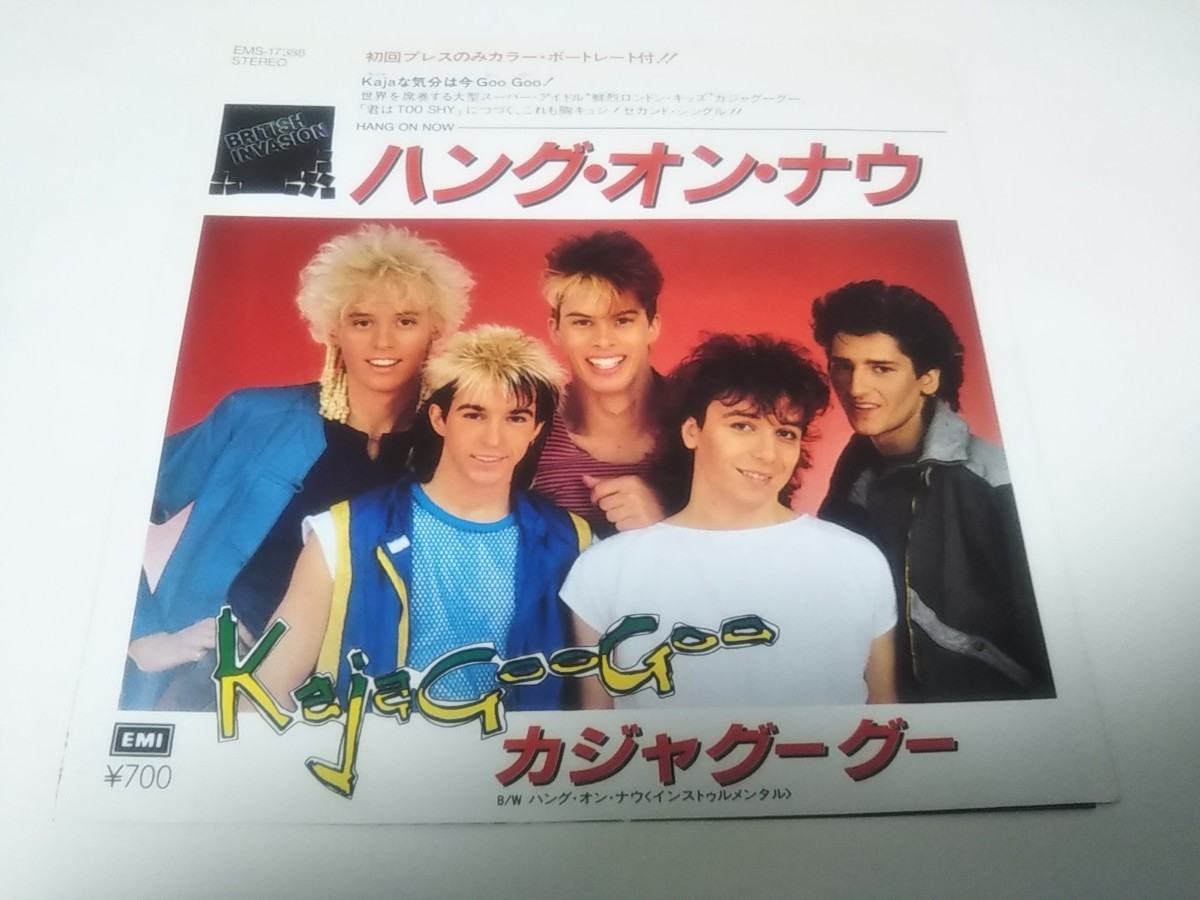 EMS-17388
STEREO
初回プレスのみカラー・ポートレート付!!
Kajaな気分は今Goo Goo!
世界を席巻する大型スーパー・アイドル“鮮烈ロンドン・キッズ”カジャグーグー。
「君はTOO SHY」につづく、これも胸キュン!セカンド・シングル!!
HANG ON NOW
BRITISH
INVASION
ハング・オン・ナウ
KajaGooGoo
EMI
¥700
カジャグーグー
B/W ハング・オン・ナウ〈インストゥルメンタル〉